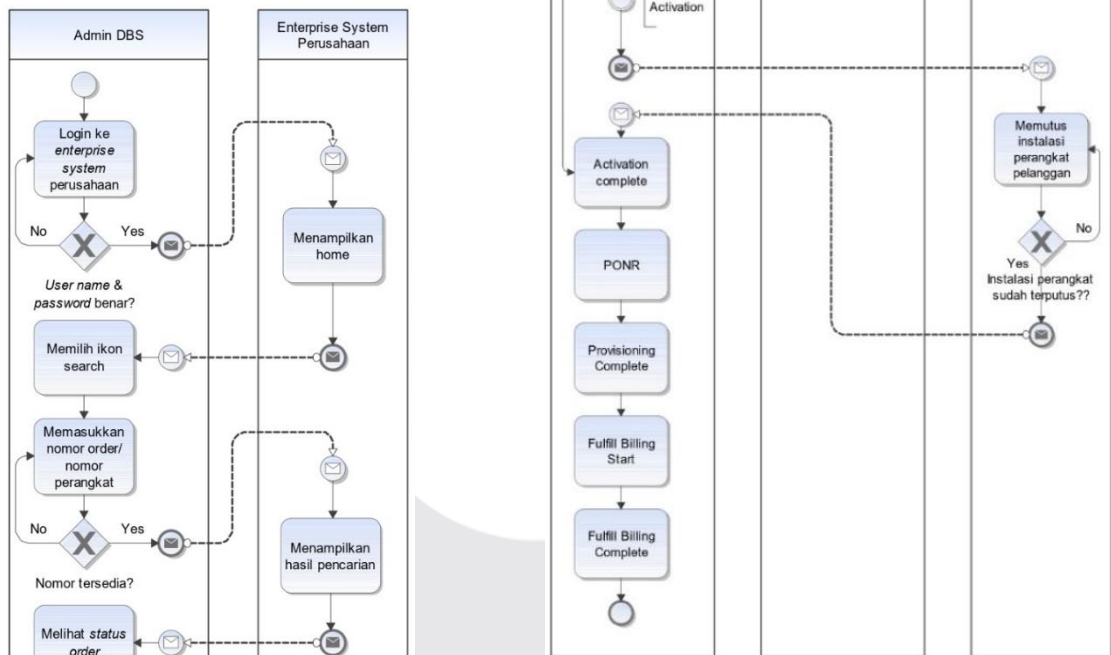 Admin DBS
Enterprise System
Perusahaan
Login ke
enterprise
system
perusahaan
No
Yes
User name &
password benar?
Menampilkan
home
Memilih ikon
search
Memasukkan
nomor order/
nomor
perangkat
No
Yes
Nomor tersedia?
Menampilkan
hasil pencarian
Melihat status
order
Activation
Activation
complete
PONR
Provisioning
Complete
Fulfill Billing
Start
Fulfill Billing
Complete
Memutus
instalasi
perangkat
pelanggan
No
Yes
Instalasi perangkat
sudah terputus??